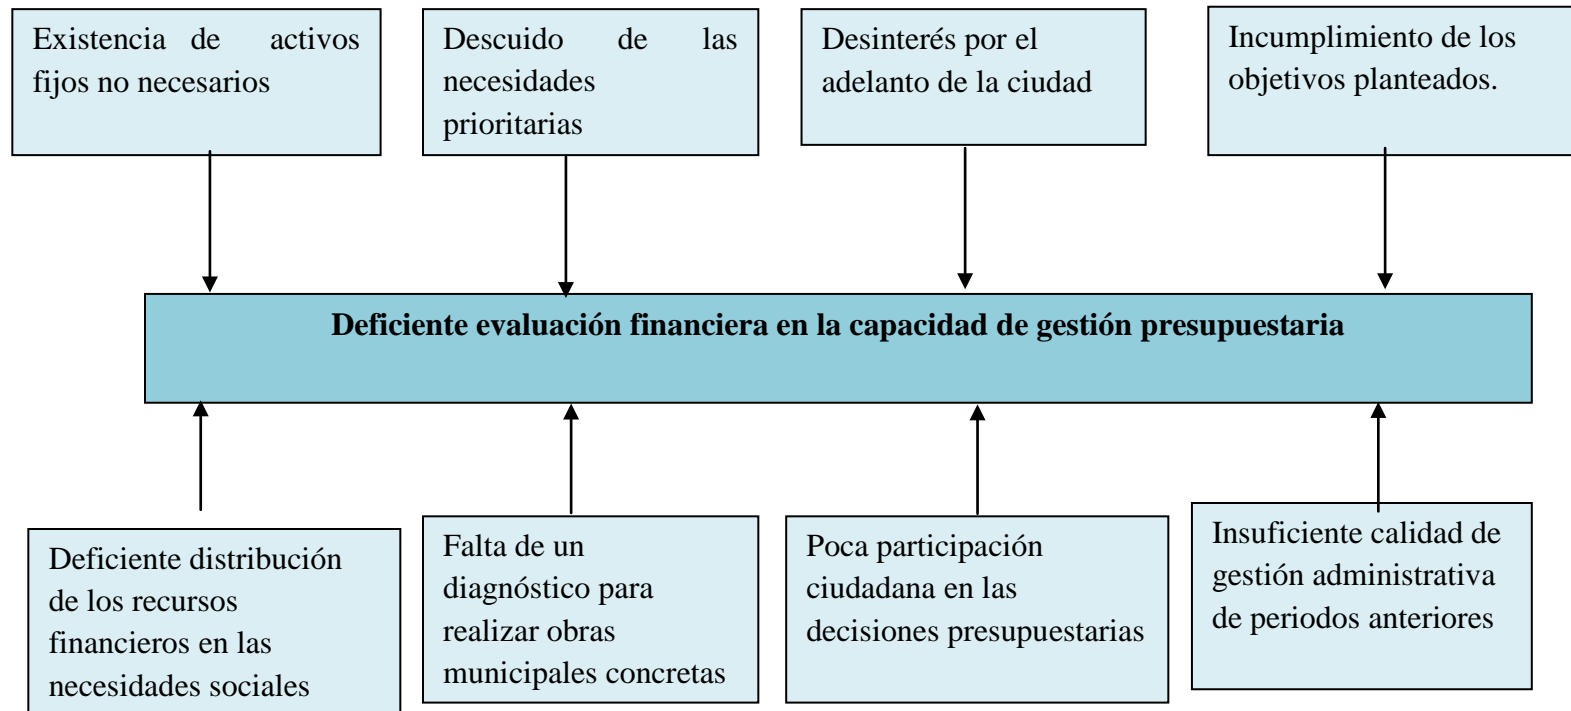 Existencia de activos
fijos no necesarios
Descuido de las
necesidades
prioritarias
Desinterés por el
adelanto de la ciudad
Incumplimiento de los
objetivos planteados.
Deficiente evaluación financiera en la capacidad de gestión presupuestaria
Deficiente distribución
de los recursos
financieros en las
necesidades sociales
Falta de un
diagnóstico para
realizar obras
municipales concretas
Poca participación
ciudadana en las
decisiones presupuestarias
Insuficiente calidad de
gestión administrativa
de periodos anteriores